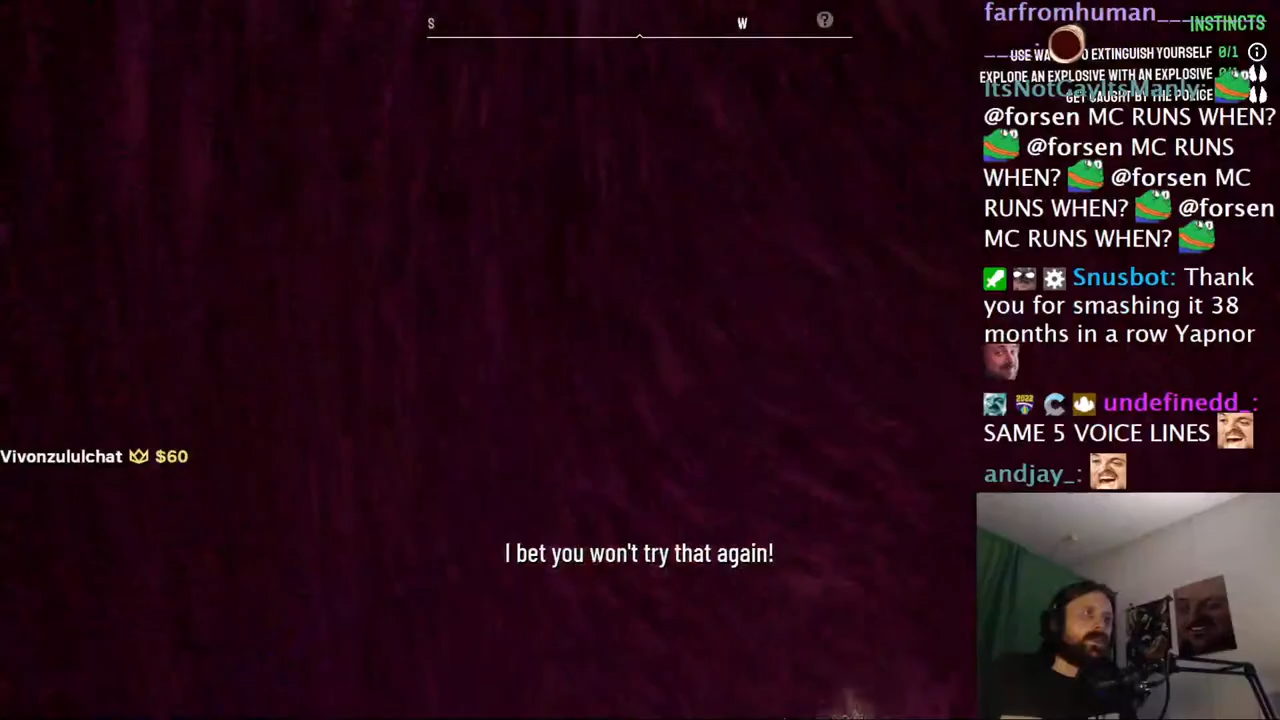 S W
farfromhuman___
INSTINCTS
USE WA O EXTINGUISH YOURSELF 0/1
EXPLODE AN EXPLOSIVE WITH AN EXPLOSIVE
GET CAUGHT BY THE POLICE
ItsNotGayItsManly:
@forsen MC RUNS WHEN?
@forsen MC RUNS
WHEN? @forsen MC
RUNS WHEN? @forsen
MC RUNS WHEN?
Snusbot: Thank
you for smashing it 38
months in a row Yapnor
undefinedd_:
SAME 5 VOICE LINES
andjay_:
Vivonzululchat $60
I bet you won't try that again!